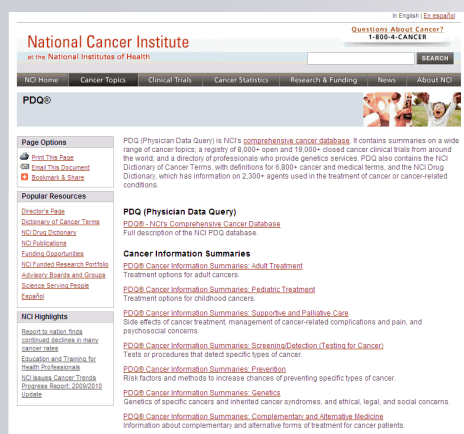 In English | En español
Questions About Cancer?
1-800-4-CANCER
National Cancer Institute
at the National Institutes of Health
SEARCH
NCI Home Cancer Topics Clinical Trials Cancer Statistics Research & Funding News About NCI
PDQ®
Page Options
Print This Page
Email This Document
Bookmark & Share
Popular Resources
Director's Page
Dictionary of Cancer Terms
NCI Drug Dictionary
NCI Publications
Funding Opportunities
NCI Funded Research Portfolio
Advisory Boards and Groups
Science Serving People
Español
NCI Highlights
Report to nation finds
continued declines in many
cancer rates
Education and Training for
Health Professionals
NCI Issues Cancer Trends
Progress Report: 2009/2010
Update
PDQ (Physician Data Query) is NCI's comprehensive cancer database. It contains summaries on a wide
range of cancer topics; a registry of 8,000+ open and 19,000+ closed cancer clinical trials from around
the world; and a directory of professionals who provide genetics services. PDQ also contains the NCI
Dictionary of Cancer Terms, with definitions for 6,800+ cancer and medical terms, and the NCI Drug
Dictionary, which has information on 2,300+ agents used in the treatment of cancer or cancer-related
conditions.
PDQ (Physician Data Query)
PDQ® - NCI's Comprehensive Cancer Database
Full description of the NCI PDQ database.
Cancer Information Summaries
PDQ® Cancer Information Summaries: Adult Treatment
Treatment options for adult cancers.
PDQ® Cancer Information Summaries: Pediatric Treatment
Treatment options for childhood cancers.
PDQ® Cancer Information Summaries: Supportive and Palliative Care
Side effects of cancer treatment, management of cancer-related complications and pain, and
psychosocial concerns.
PDQ® Cancer Information Summaries: Screening/Detection (Testing for Cancer)
Tests or procedures that detect specific types of cancer.
PDQ® Cancer Information Summaries: Prevention
Risk factors and methods to increase chances of preventing specific types of cancer.
PDQ® Cancer Information Summaries: Genetics
Genetics of specific cancers and inherited cancer syndromes, and ethical, legal, and social concerns.
PDQ® Cancer Information Summaries: Complementary and Alternative Medicine
Information about complementary and alternative forms of treatment for cancer patients.